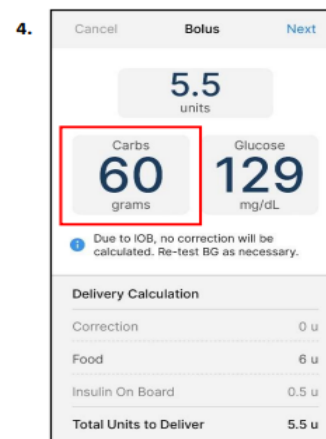 4.
Cancel Bolus Next
5.5
units
Carbs Glucose
60 129
grams mg/dL
Due to IOB, no correction will be
calculated. Re-test BG as necessary.
Delivery Calculation
Correction 0 u
Food 6 u
Insulin On Board 0.5 u
Total Units to Deliver 5.5 u